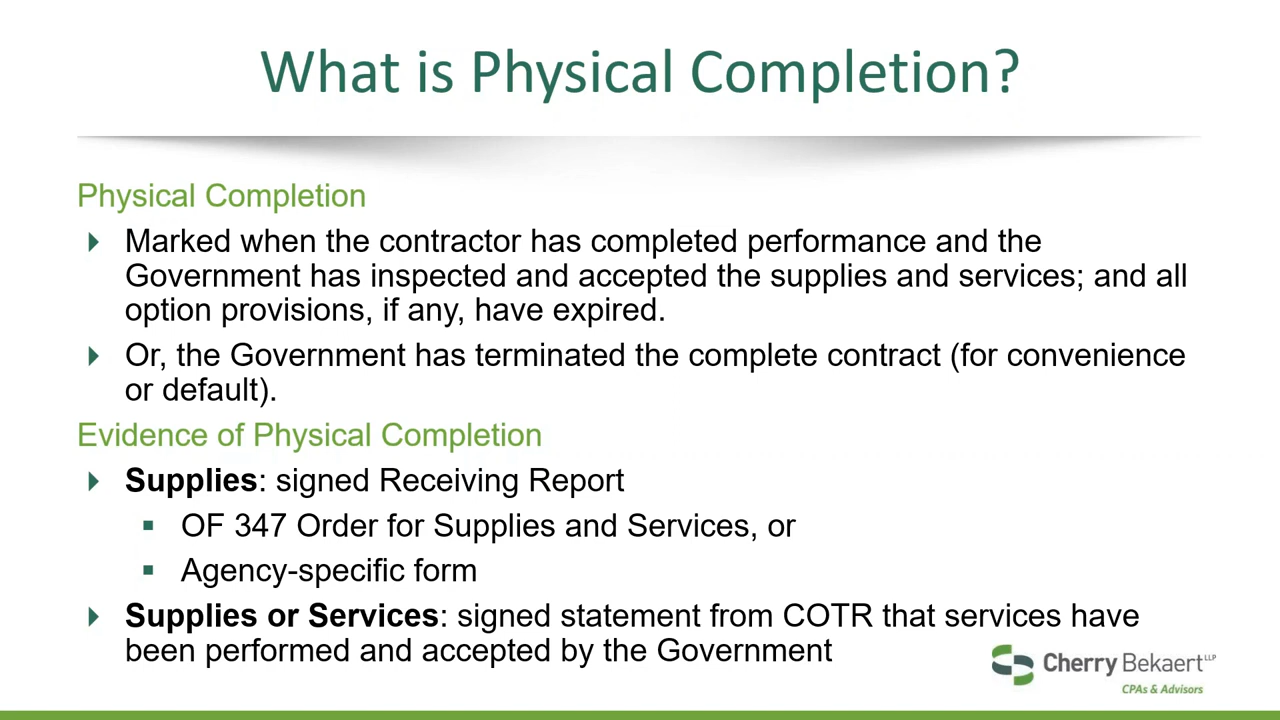 What is Physical Completion?
Physical Completion
Marked when the contractor has completed performance and the
Government has inspected and accepted the supplies and services; and all
option provisions, if any, have expired.
Or, the Government has terminated the complete contract (for convenience
or default).
Evidence of Physical Completion
Supplies: signed Receiving Report
OF 347 Order for Supplies and Services, or
Agency-specific form
Supplies or Services: signed statement from COTR that services have
been performed and accepted by the Government
Cherry Bekaert LLP
CPAs & Advisors